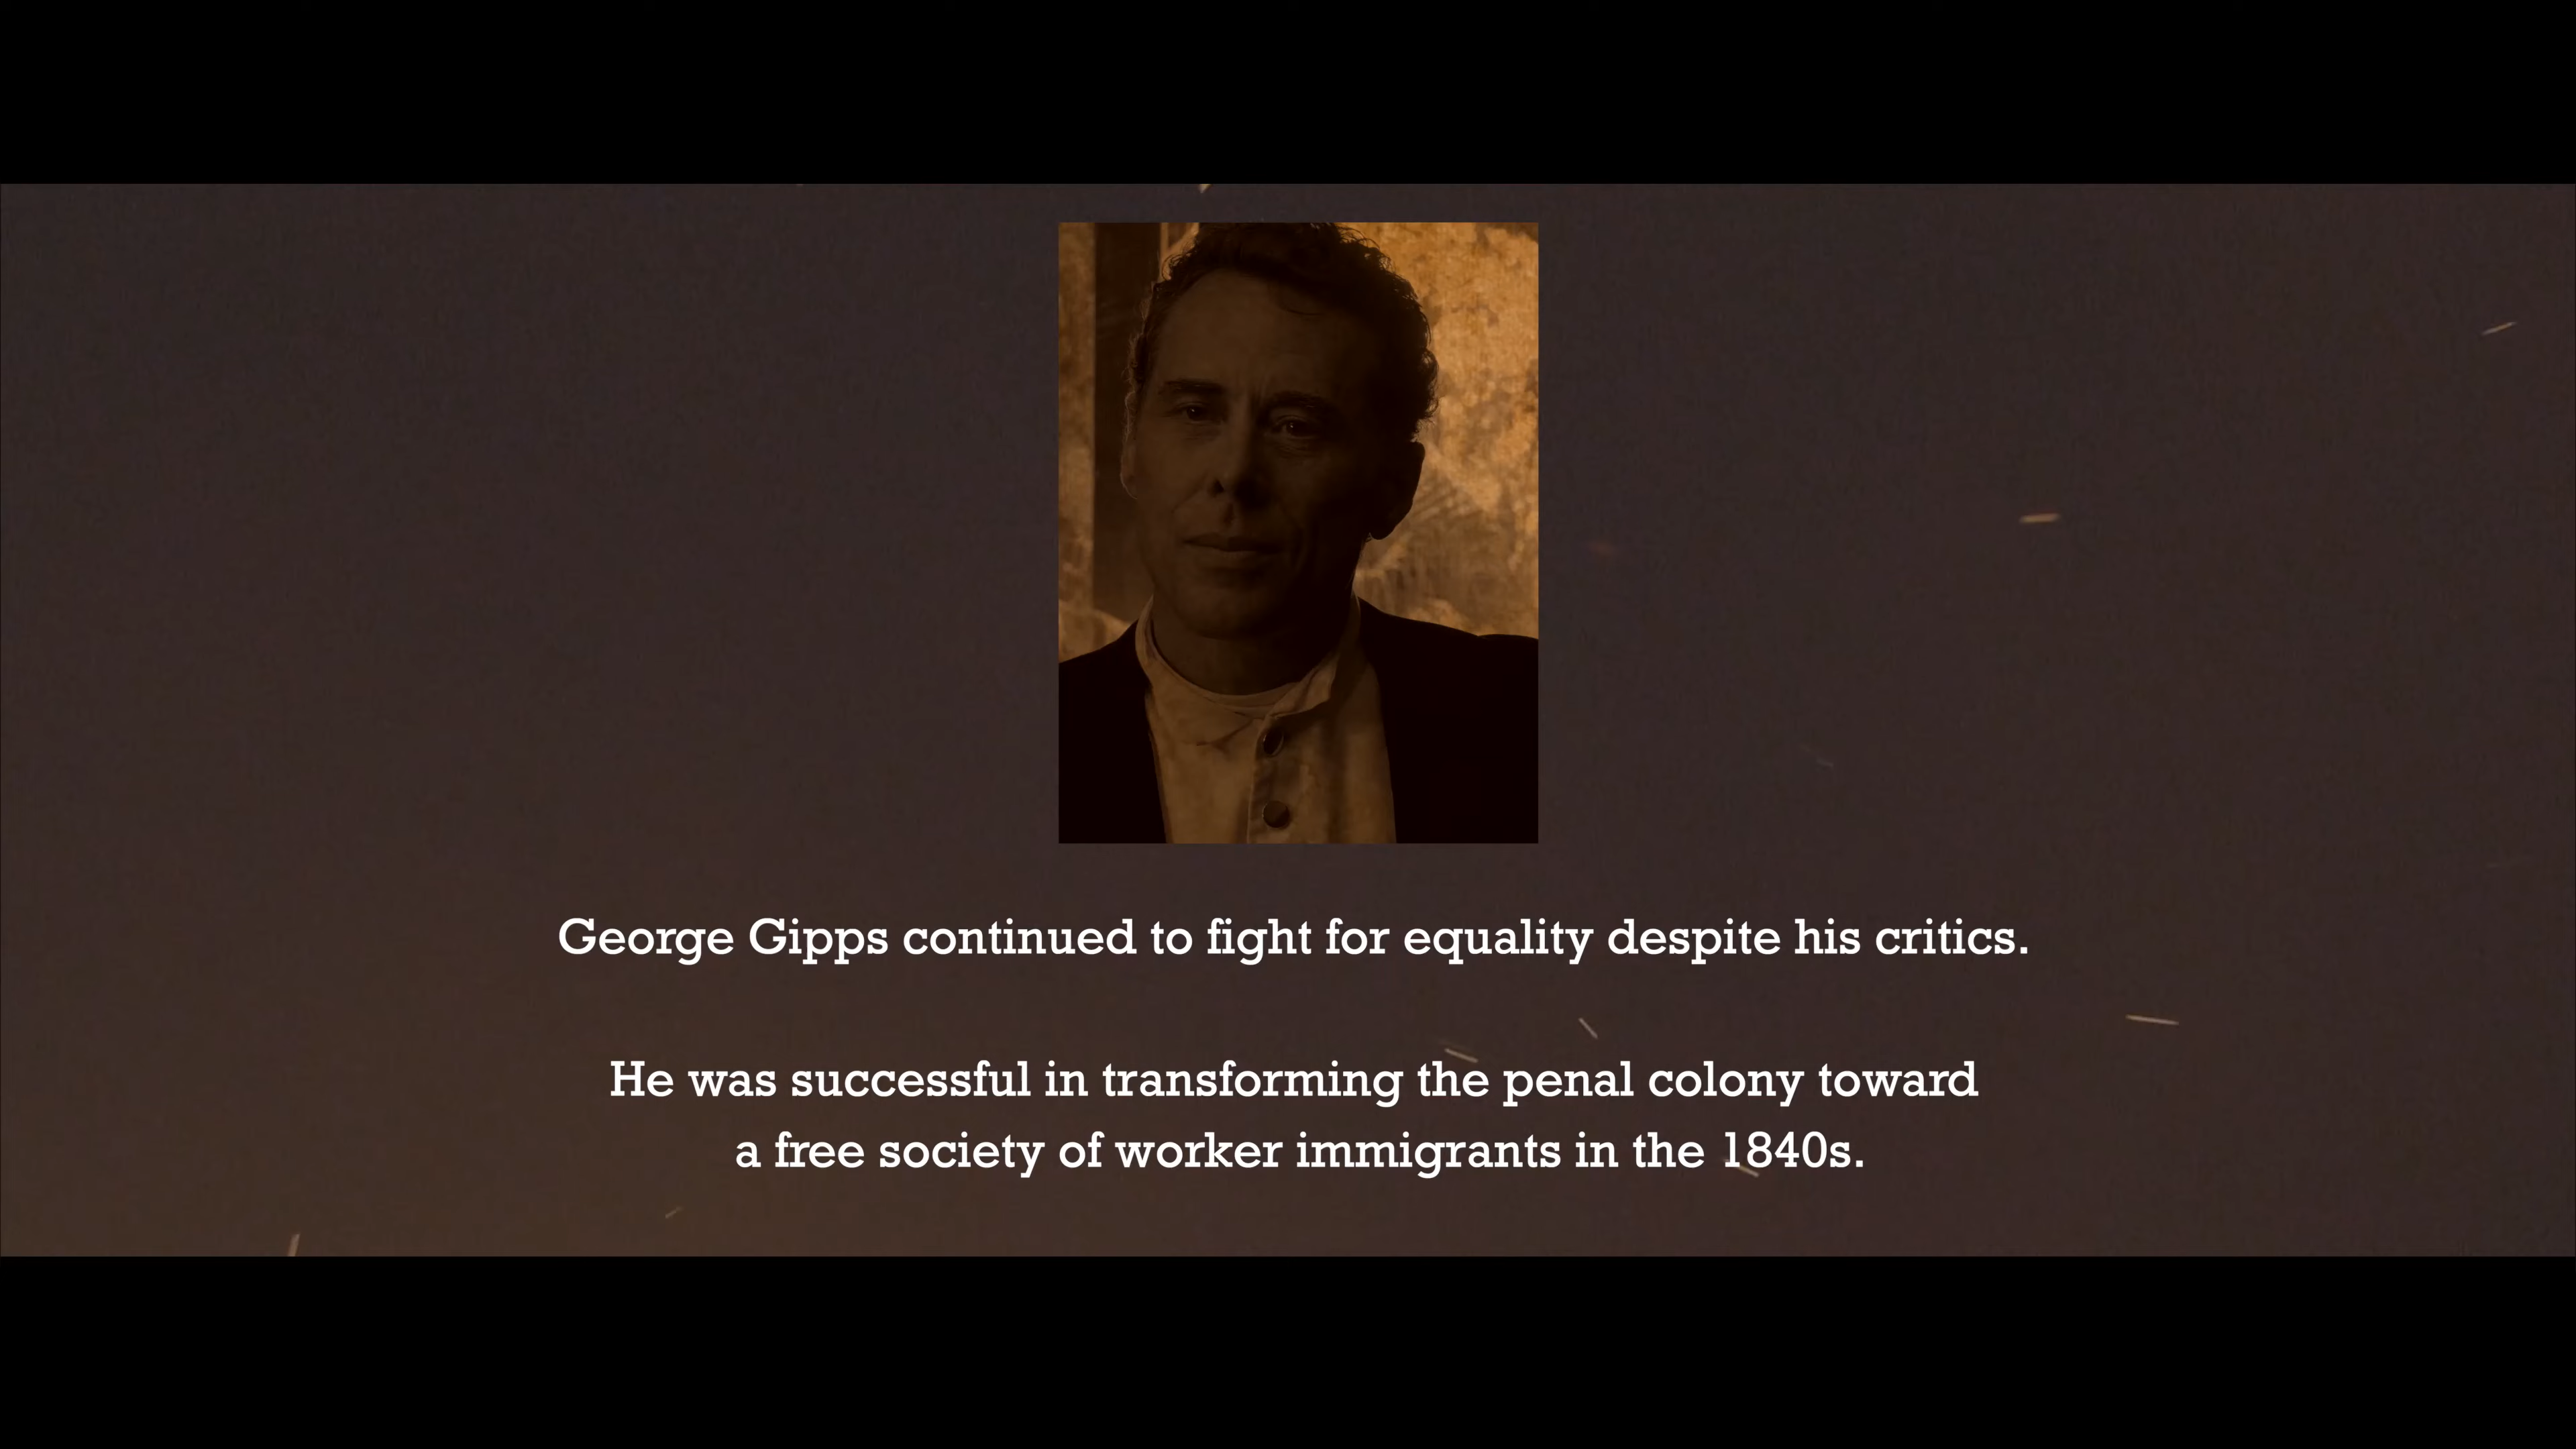 George Gipps continued to fight for equality despite his critics.
He was successful in transforming the penal colony toward
a free society of worker immigrants in the 1840s.